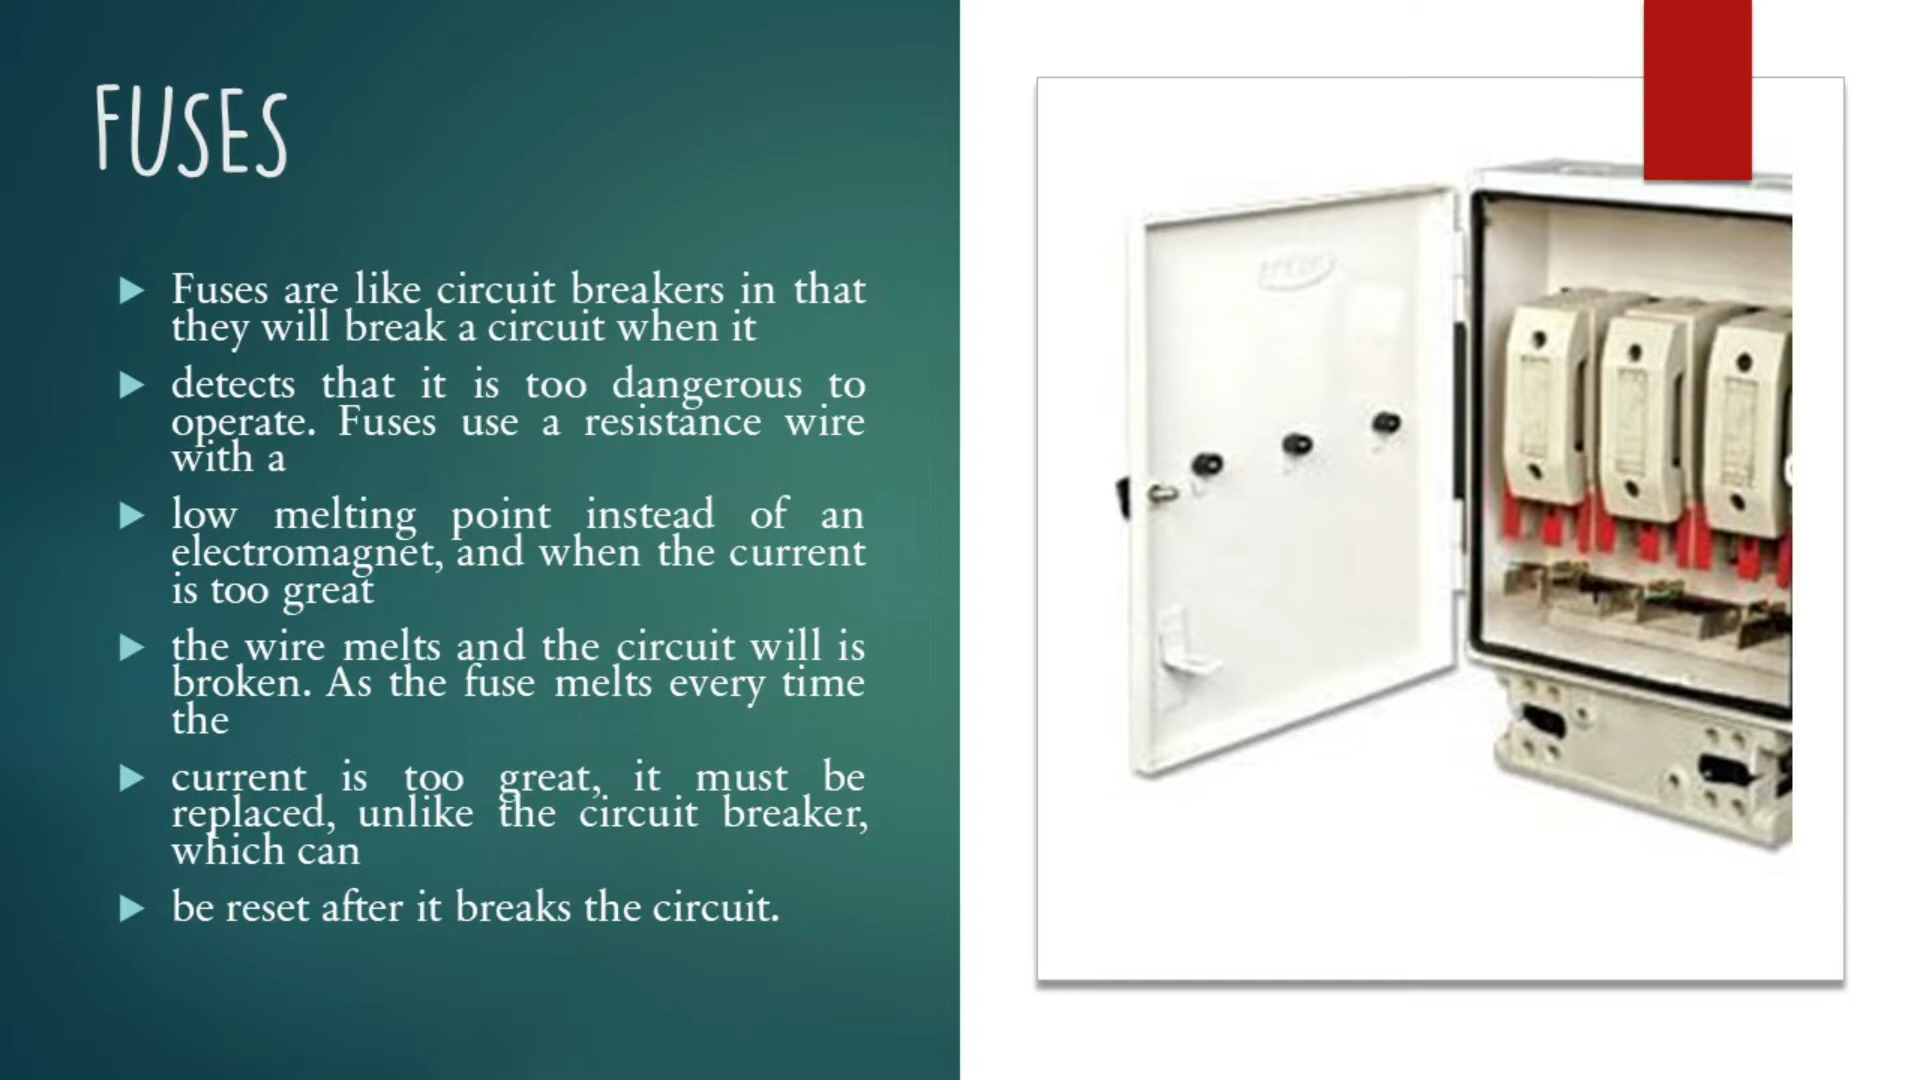 FUSES
Fuses are like circuit breakers in that
they will break a circuit when it
detects that it is too dangerous to
operate. Fuses use a resistance wire
with a
low melting point instead of an
electromagnet, and when the current
is too great
the wire melts and the circuit will is
broken. As the fuse melts every time
the
current is too great, it must be
replaced, unlike the circuit breaker,
which can
be reset after it breaks the circuit.